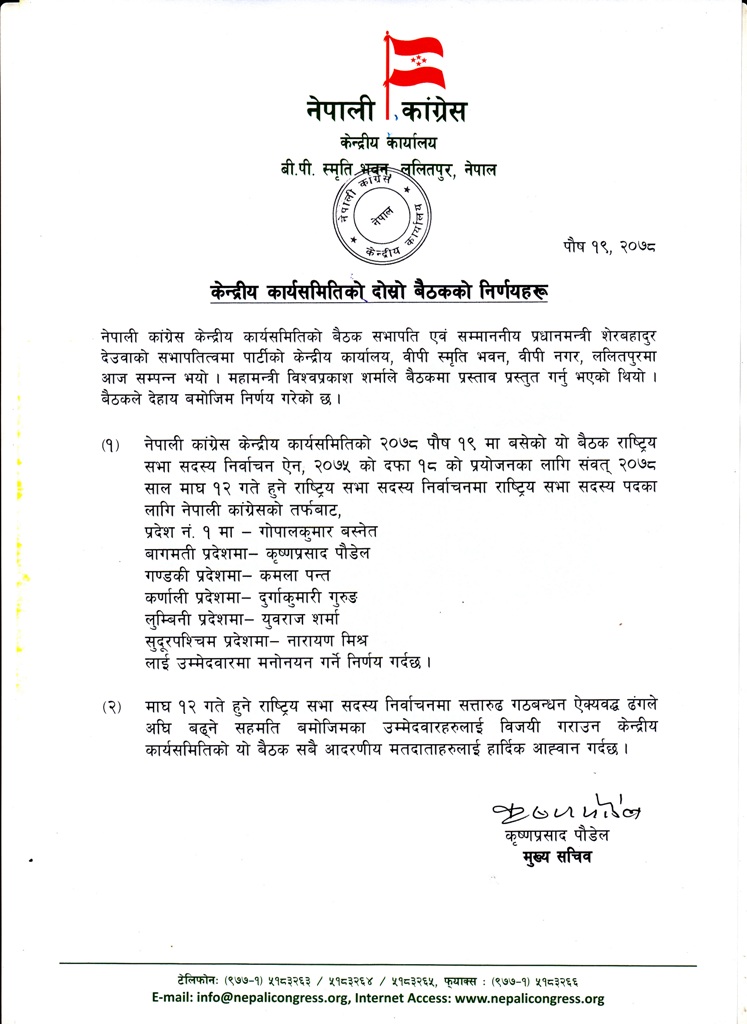 नेपाली कांग्रेस
केन्द्रीय कार्यालय
बी.पी. स्मृति भवन, ललितपुर, नेपाल
नेपाली कांग्रेस
नेपाल
केन्द्रीय कार्यालय
पौष १९, २०७८
केन्द्रीय कार्यसमितिको दोस्रो बैठकको निर्णयहरू
नेपाली कांग्रेस केन्द्रीय कार्यसमितिको बैठक सभापति एवं सम्माननीय प्रधानमन्त्री शेरबहादुर
देउवाको सभापतित्वमा पार्टीको केन्द्रीय कार्यालय, वीपी स्मृति भवन, वीपी नगर, ललितपुरमा
आज सम्पन्न भयो । महामन्त्री विश्वप्रकाश शर्माले बैठकमा प्रस्ताव प्रस्तुत गर्नु भएको थियो ।
बैठकले देहाय बमोजिम निर्णय गरेको छ ।
(१) नेपाली कांग्रेस केन्द्रीय कार्यसमितिको २०७८ पौष १९ मा बसेको यो बैठक राष्ट्रिय
सभा सदस्य निर्वाचन ऐन, २०७५ को दफा १८ को प्रयोजनका लागि संवत् २०७८
साल माघ १२ गते हुने राष्ट्रिय सभा सदस्य निर्वाचनमा राष्ट्रिय सभा सदस्य पदका
लागि नेपाली कांग्रेसको तर्फबाट,
प्रदेश नं. १ मा – गोपालकुमार बस्नेत
बागमती प्रदेशमा– कृष्णप्रसाद पौडेल
गण्डकी प्रदेशमा– कमला पन्त
कर्णाली प्रदेशमा– दुर्गाकुमारी गुरुङ
लुम्बिनी प्रदेशमा– युवराज शर्मा
सुदूरपश्चिम प्रदेशमा– नारायण मिश्र
लाई उम्मेदवारमा मनोनयन गर्ने निर्णय गर्दछ ।
(२) माघ १२ गते हुने राष्ट्रिय सभा सदस्य निर्वाचनमा सत्तारुढ गठबन्धन ऐक्यवद्ध ढंगले
अघि बढ्ने सहमति बमोजिमका उम्मेदवारहरुलाई विजयी गराउन केन्द्रीय
कार्यसमितिको यो बैठक सबै आदरणीय मतदाताहरुलाई हार्दिक आह्वान गर्दछ ।
कृष्णप्रसाद पौडेल
मुख्य सचिव
टेलिफोनः (९७७-१) ५१८३२६३ / ५१८३२६४ / ५१८३२६५, फ्याक्स : (९७७-१) ५१८३२६६
E-mail: info@nepalicongress.org, Internet Access: www.nepalicongress.org